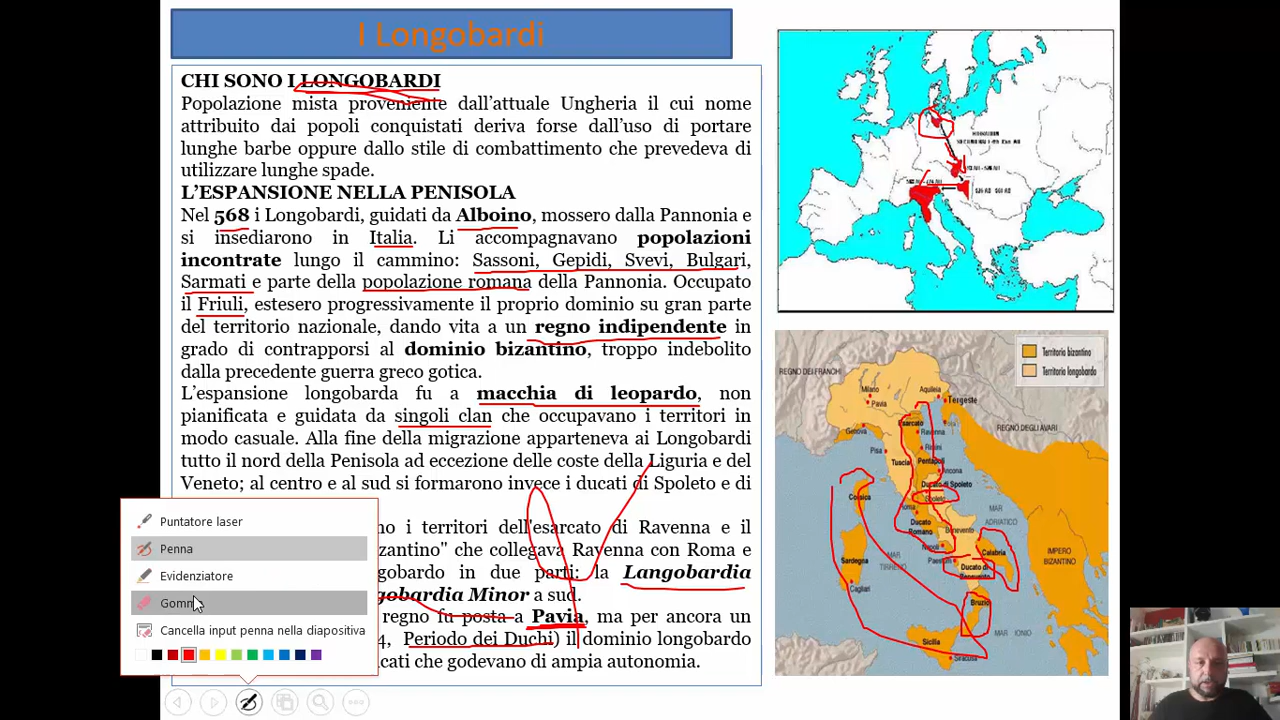 I Longobardi
CHI SONO I LONGOBARDI
Popolazione mista proveniente dall'attuale Ungheria il cui nome
attribuito dai popoli conquistati deriva forse dall'uso di portare
lunghe barbe oppure dallo stile di combattimento che prevedeva di
utilizzare lunghe spade.
L'ESPANSIONE NELLA PENISOLA
Nel 568 i Longobardi, guidati da Alboino, mossero dalla Pannonia e
si insediarono in Italia. Li accompagnavano popolazioni
incontrate lungo il cammino: Sassoni, Gepidi, Svevi, Bulgari,
Sarmati e parte della popolazione romana della Pannonia. Occupato
il Friuli, estesero progressivamente il proprio dominio su gran parte
del territorio nazionale, dando vita a un regno indipendente in
grado di contrapporsi al dominio bizantino, troppo indebolito
dalla precedente guerra greco gotica.
L'espansione longobarda fu a macchia di leopardo, non
pianificata e guidata da singoli clan che occupavano i territori in
modo casuale. Alla fine della migrazione apparteneva ai Longobardi
tutto il nord della Penisola ad eccezione delle coste della Liguria e del
Veneto; al centro e al sud si formarono invece i ducati di Spoleto e di
i territori dell'esarcato di Ravenna e il
che collegava Ravenna con Roma e
in due parti: la Langobardia
Minor a sud.
regno fu posta a Pavia, ma per ancora un
Periodo dei Duchi) il dominio longobardo
che godevano di ampia autonomia.
Puntatore laser
Penna
Evidenziatore
Gomma
Cancella input penna nella diapositiva
Territorio bizantino
Territorio longobardo
REGNO DEI FRANCHI
Milano
Pavia
Aquileia
Tergeste
Genova
Esarcato
Ravenna
REGNO DEGLI AVARI
Pisa
Rimini
Tuscia
Pentapoli
Ancona
Ducato di Spoleto
Spoleto
Corsica
Roma
Ducato
Romano
MAR
ADRIATICO
Benevento
Napoli
Calabria
Sardegna
MAR
TIRRENO
Paestum
Ducato di
Benevento
IMPERO
BIZANTINO
Cagliari
Bruzio
MAR IONIO
Sicilia
Siracusa